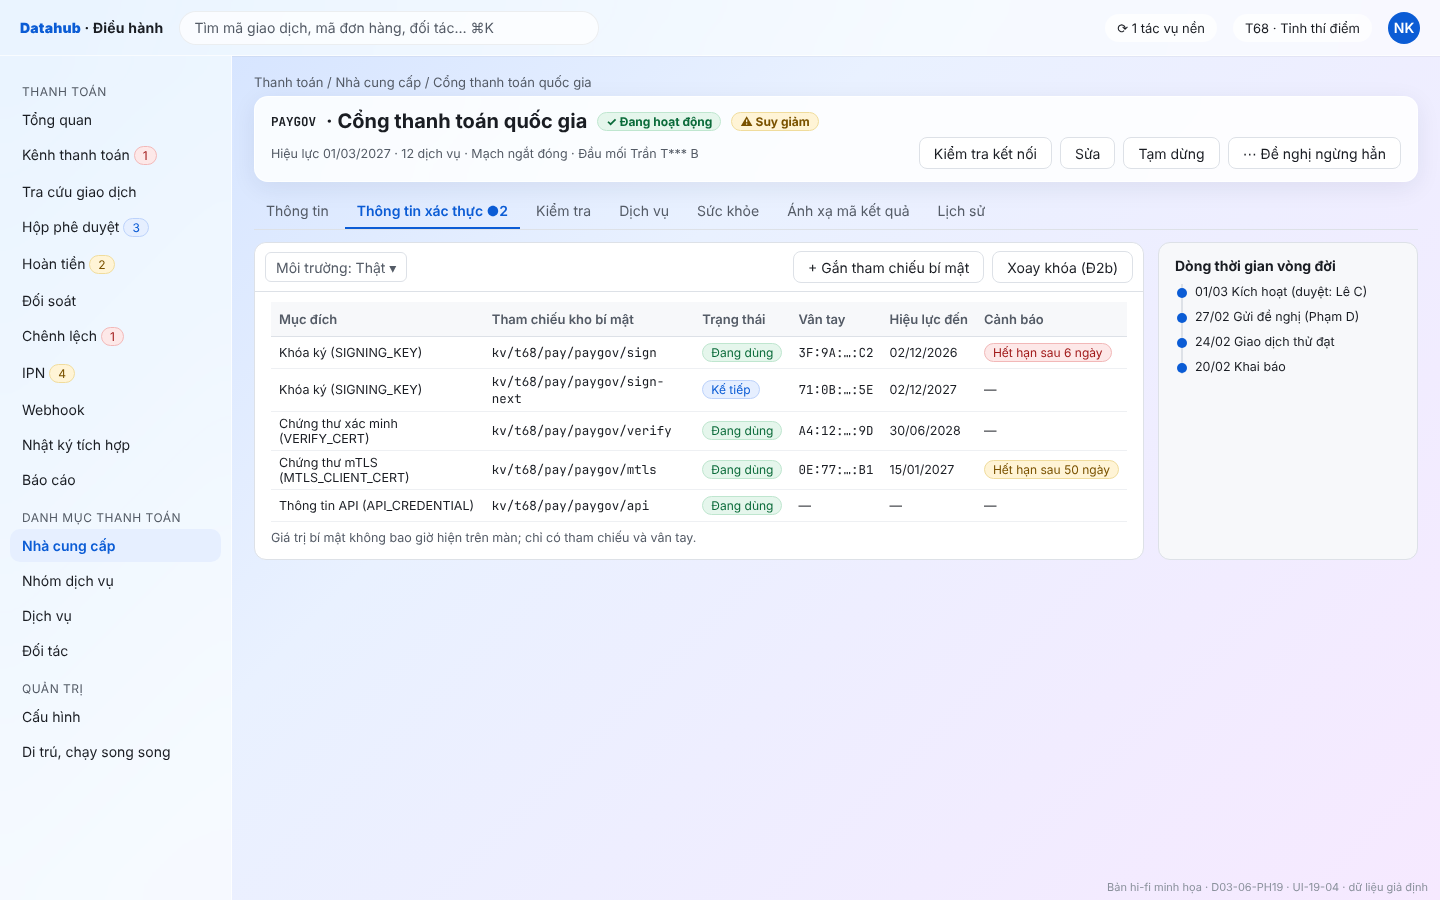 Datahub · Điều hành
Tìm mã giao dịch, mã đơn hàng, đối tác... ⌘K
⟳ 1 tác vụ nền
T68 · Tỉnh thí điểm
NK
THANH TOÁN
Tổng quan
Kênh thanh toán 1
Tra cứu giao dịch
Hộp phê duyệt 3
Hoàn tiền 2
Đối soát
Chênh lệch 1
IPN 4
Webhook
Nhật ký tích hợp
Báo cáo
DANH MỤC THANH TOÁN
Nhà cung cấp
Nhóm dịch vụ
Dịch vụ
Đối tác
QUẢN TRỊ
Cấu hình
Di trú, chạy song song
Thanh toán / Nhà cung cấp / Cổng thanh toán quốc gia
PAYGOV · Cổng thanh toán quốc gia ✓ Đang hoạt động ⚠ Suy giảm
Hiệu lực 01/03/2027 · 12 dịch vụ · Mạch ngắt đóng · Đầu mối Trần T*** B
Kiểm tra kết nối
Sửa
Tạm dừng
⋯ Đề nghị ngừng hẳn
Thông tin
Thông tin xác thực ●2
Kiểm tra
Dịch vụ
Sức khỏe
Ánh xạ mã kết quả
Lịch sử
Môi trường: Thật ▾
+ Gắn tham chiếu bí mật
Xoay khóa (Đ2b)
Mục đích Tham chiếu kho bí mật Trạng thái Vân tay Hiệu lực đến Cảnh báo
Khóa ký (SIGNING_KEY) kv/t68/pay/paygov/sign Đang dùng 3F:9A:…:C2 02/12/2026 Hết hạn sau 6 ngày
Khóa ký (SIGNING_KEY) kv/t68/pay/paygov/sign-
next Kế tiếp 71:0B:…:5E 02/12/2027 —
Chứng thư xác minh
(VERIFY_CERT) kv/t68/pay/paygov/verify Đang dùng A4:12:…:9D 30/06/2028 —
Chứng thư mTLS
(MTLS_CLIENT_CERT) kv/t68/pay/paygov/mtls Đang dùng 0E:77:…:B1 15/01/2027 Hết hạn sau 50 ngày
Thông tin API (API_CREDENTIAL) kv/t68/pay/paygov/api Đang dùng — — —
Giá trị bí mật không bao giờ hiện trên màn; chỉ có tham chiếu và vân tay.
Dòng thời gian vòng đời
01/03 Kích hoạt (duyệt: Lê C)
27/02 Gửi đề nghị (Phạm D)
24/02 Giao dịch thử đạt
20/02 Khai báo
Bản hi-fi minh họa · D03-06-PH19 · UI-19-04 · dữ liệu giả định